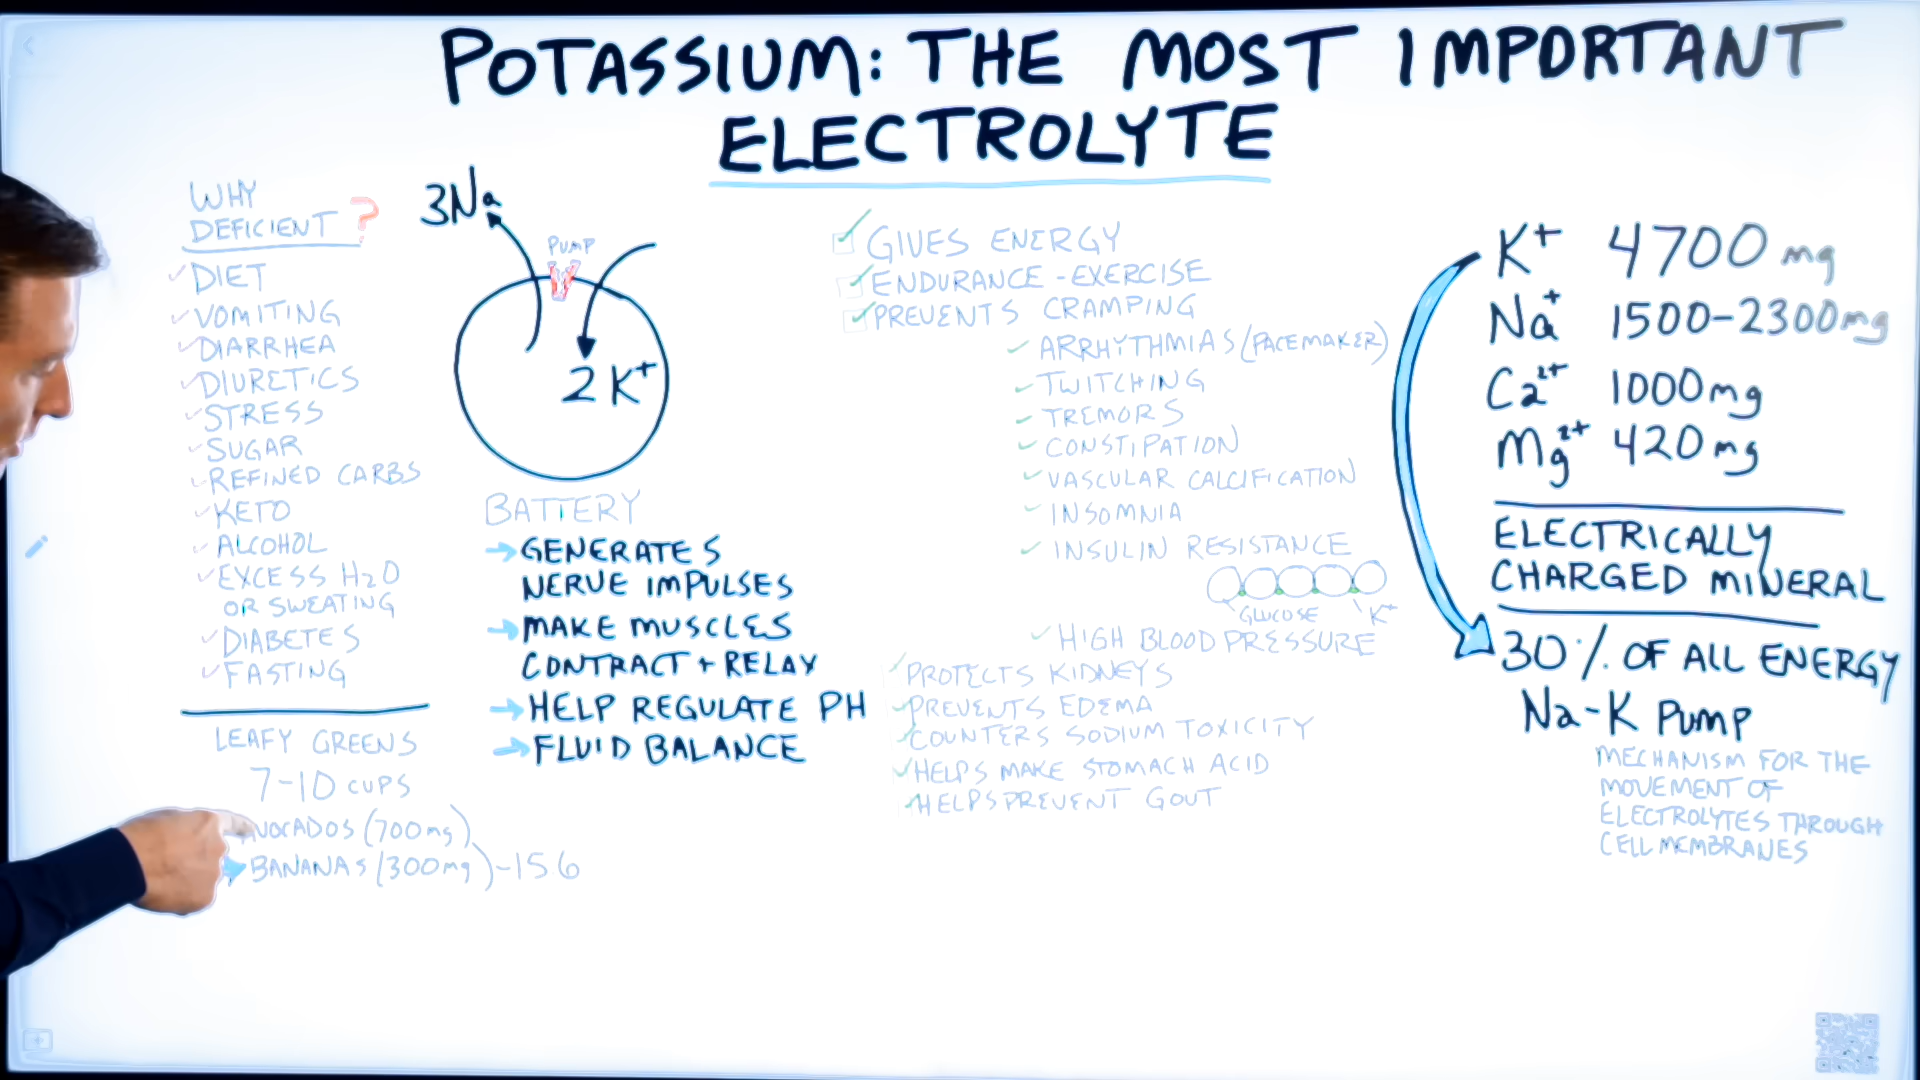 POTASSIUM: THE MOST IMPORTANT
ELECTROLYTE
WHY
DEFICIENT ?
DIET
VOMITING
DIARRHEA
DIURETICS
STRESS
SUGAR
REFINED CARBS
KETO
ALCOHOL
EXCESS H2O
OR SWEATING
DIABETES
FASTING
LEAFY GREENS
7-10 CUPS
AVOCADOS (700mg)
BANANAS (300mg)-15.6
3Na
PUMP
2K+
BATTERY
→ GENERATES
NERVE IMPULSES
→ MAKE MUSCLES
CONTRACT + RELAX
→ HELP REGULATE PH
→ FLUID BALANCE
GIVES ENERGY
ENDURANCE-EXERCISE
PREVENTS CRAMPING
ARRHYTHMIAS (PACEMAKER)
TWITCHING
TREMORS
CONSTIPATION
VASCULAR CALCIFICATION
INSOMNIA
INSULIN RESISTANCE
GLUCOSE K+
HIGH BLOOD PRESSURE
PROTECTS KIDNEYS
PREVENTS EDEMA
COUNTERS SODIUM TOXICITY
HELPS MAKE STOMACH ACID
HELPS PREVENT GOUT
K+ 4700 mg
Na+ 1500-2300mg
Ca2+ 1000mg
Mg2+ 420mg
ELECTRICALLY
CHARGED MINERAL
30% OF ALL ENERGY
Na-K PUMP
MECHANISM FOR THE
MOVEMENT OF
ELECTROLYTES THROUGH
CELL MEMBRANES